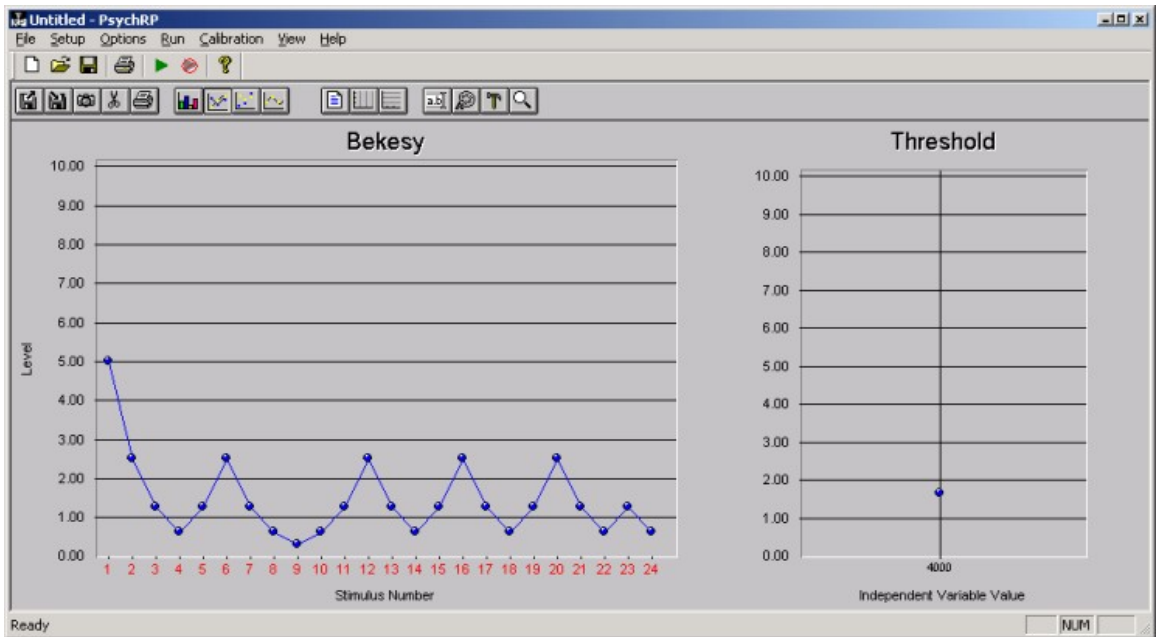 Untitled - PsychRP
File Setup Options Run Calibration View Help
a.b
Bekesy
10.00
9.00
8.00
7.00
6.00
5.00
4.00
3.00
2.00
1.00
0.00
Level
1 2 3 4 5 6 7 8 9 10 11 12 13 14 15 16 17 18 19 20 21 22 23 24
Stimulus Number
Threshold
10.00
9.00
8.00
7.00
6.00
5.00
4.00
3.00
2.00
1.00
0.00
4000
Independent Variable Value
Ready NUM